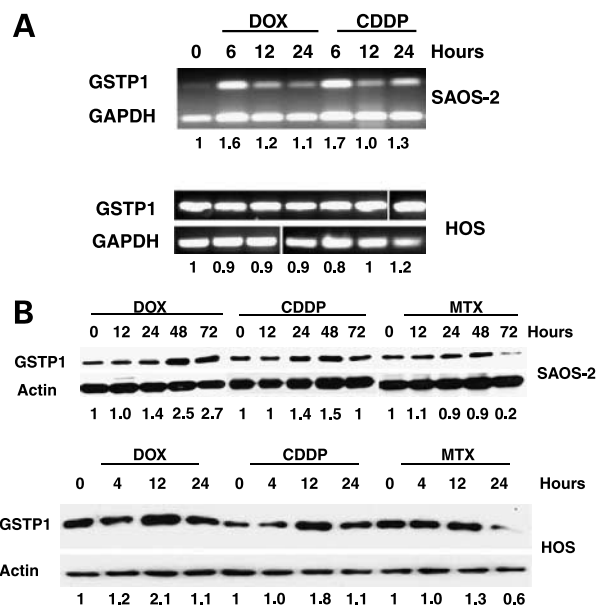 A
DOX CDDP
0 6 12 24 6 12 24 Hours
GSTP1
SAOS-2
GAPDH
1 1.6 1.2 1.1 1.7 1.0 1.3
GSTP1
HOS
GAPDH
1 0.9 0.9 0.9 0.8 1 1.2
B
DOX CDDP MTX
0 12 24 48 72 0 12 24 48 72 0 12 24 48 72 Hours
GSTP1
SAOS-2
Actin
1 1.0 1.4 2.5 2.7 1 1 1.4 1.5 1 1 1.1 0.9 0.9 0.2
DOX CDDP MTX
0 4 12 24 0 4 12 24 0 4 12 24 Hours
GSTP1
HOS
Actin
1 1.2 2.1 1.1 1 1.0 1.8 1.1 1 1.0 1.3 0.6